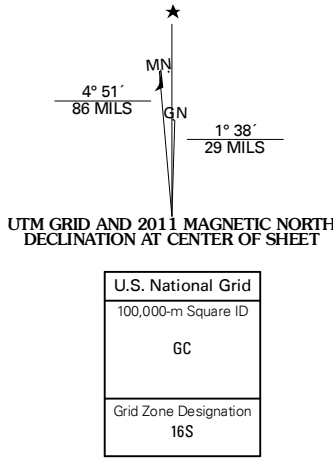 MN
4° 51´
86 MILS
GN
1° 38´
29 MILS
UTM GRID AND 2011 MAGNETIC NORTH
DECLINATION AT CENTER OF SHEET
U.S. National Grid
100,000-m Square ID
GC
Grid Zone Designation
16S